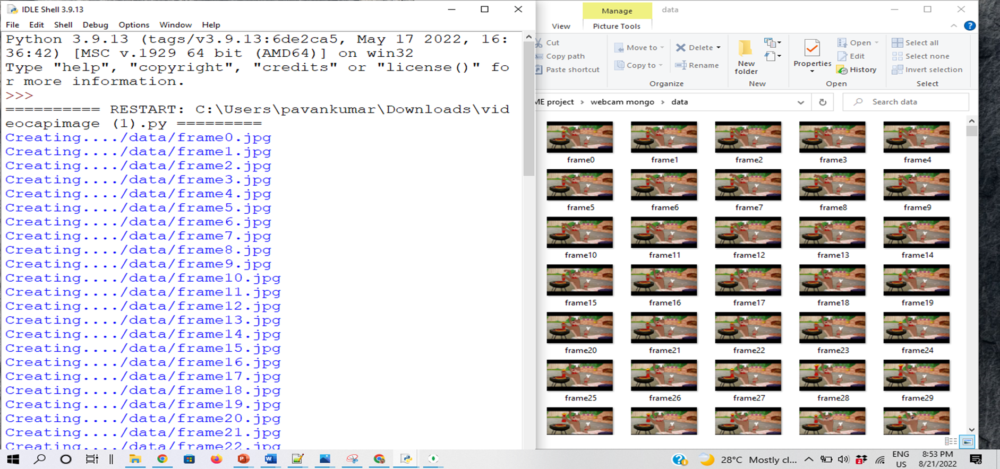 IDLE Shell 3.9.13
File Edit Shell Debug Options Window Help
Python 3.9.13 (tags/v3.9.13:6de2ca5, May 17 2022, 16:
36:42) [MSC v.1929 64 bit (AMD64)] on win32
Type "help", "copyright", "credits" or "license()" fo
r more information.
>>>
========== RESTART: C:\Users\pavankumar\Downloads\vid
eocapimage (1).py =========
Creating..../data/frame0.jpg
Creating..../data/frame1.jpg
Creating..../data/frame2.jpg
Creating..../data/frame3.jpg
Creating..../data/frame4.jpg
Creating..../data/frame5.jpg
Creating..../data/frame6.jpg
Creating..../data/frame7.jpg
Creating..../data/frame8.jpg
Creating..../data/frame9.jpg
Creating..../data/frame10.jpg
Creating..../data/frame11.jpg
Creating..../data/frame12.jpg
Creating..../data/frame13.jpg
Creating..../data/frame14.jpg
Creating..../data/frame15.jpg
Creating..../data/frame16.jpg
Creating..../data/frame17.jpg
Creating..../data/frame18.jpg
Creating..../data/frame19.jpg
Creating..../data/frame20.jpg
Creating..../data/frame21.jpg
Creating..../data/frame22.jpg
Manage data
View Picture Tools
Cut
Copy path
Paste shortcut
Move to
Copy to
Delete
Rename
Organize
New
folder
New
Properties
Open
Edit
History
Open
Select all
Select none
Invert selection
Select
ME project > webcam mongo > data
Search data
frame0 frame1 frame2 frame3 frame4
frame5 frame6 frame7 frame8 frame9
frame10 frame11 frame12 frame13 frame14
frame15 frame16 frame17 frame18 frame19
frame20 frame21 frame22 frame23 frame24
frame25 frame26 frame27 frame28 frame29
28°C Mostly cl...
ENG
US
8:53 PM
8/21/2022